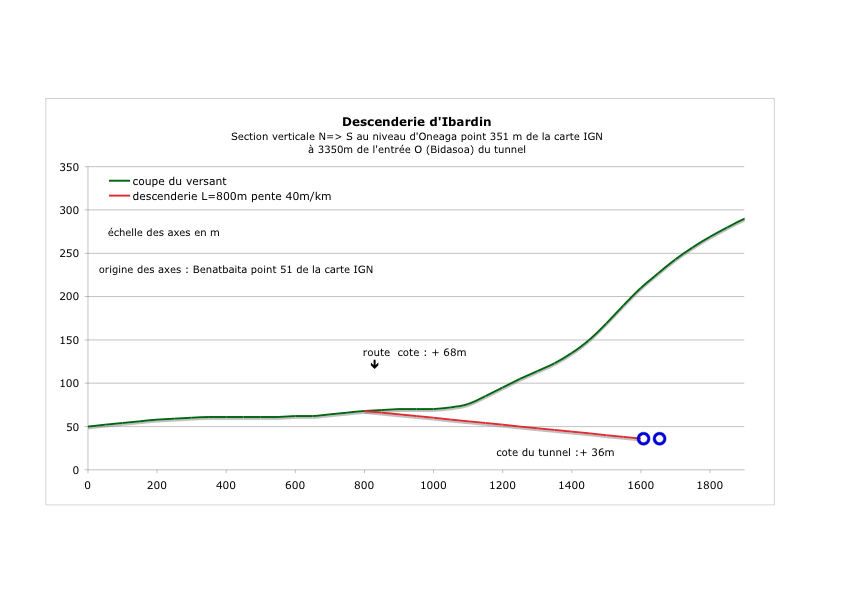 Descenderie d'Ibardin
Section verticale N=> S au niveau d'Oneaga point 351 m de la carte IGN
à 3350m de l'entrée O (Bidasoa) du tunnel
350
coupe du versant
descenderie L=800m pente 40m/km
300
échelle des axes en m
250
origine des axes : Benatbaita point 51 de la carte IGN
200
150
route cote : + 68m
100
50
cote du tunnel :+ 36m
0
0 200 400 600 800 1000 1200 1400 1600 1800